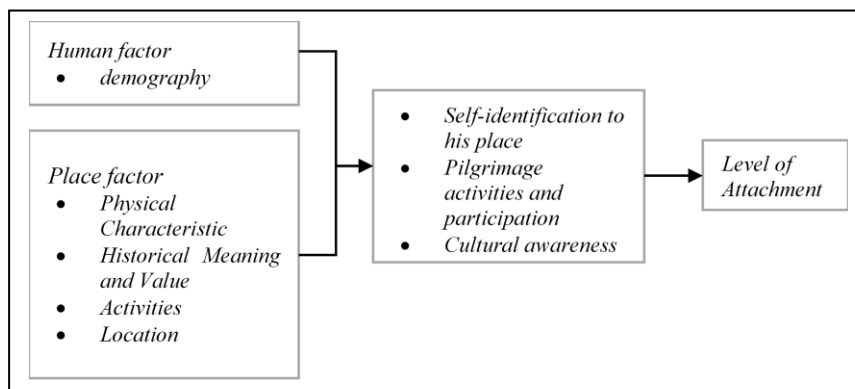 Human factor
• demography
Place factor
• Physical
Characteristic
• Historical Meaning
and Value
• Activities
• Location
• Self-identification to
his place
• Pilgrimage
activities and
participation
• Cultural awareness
Level of
Attachment